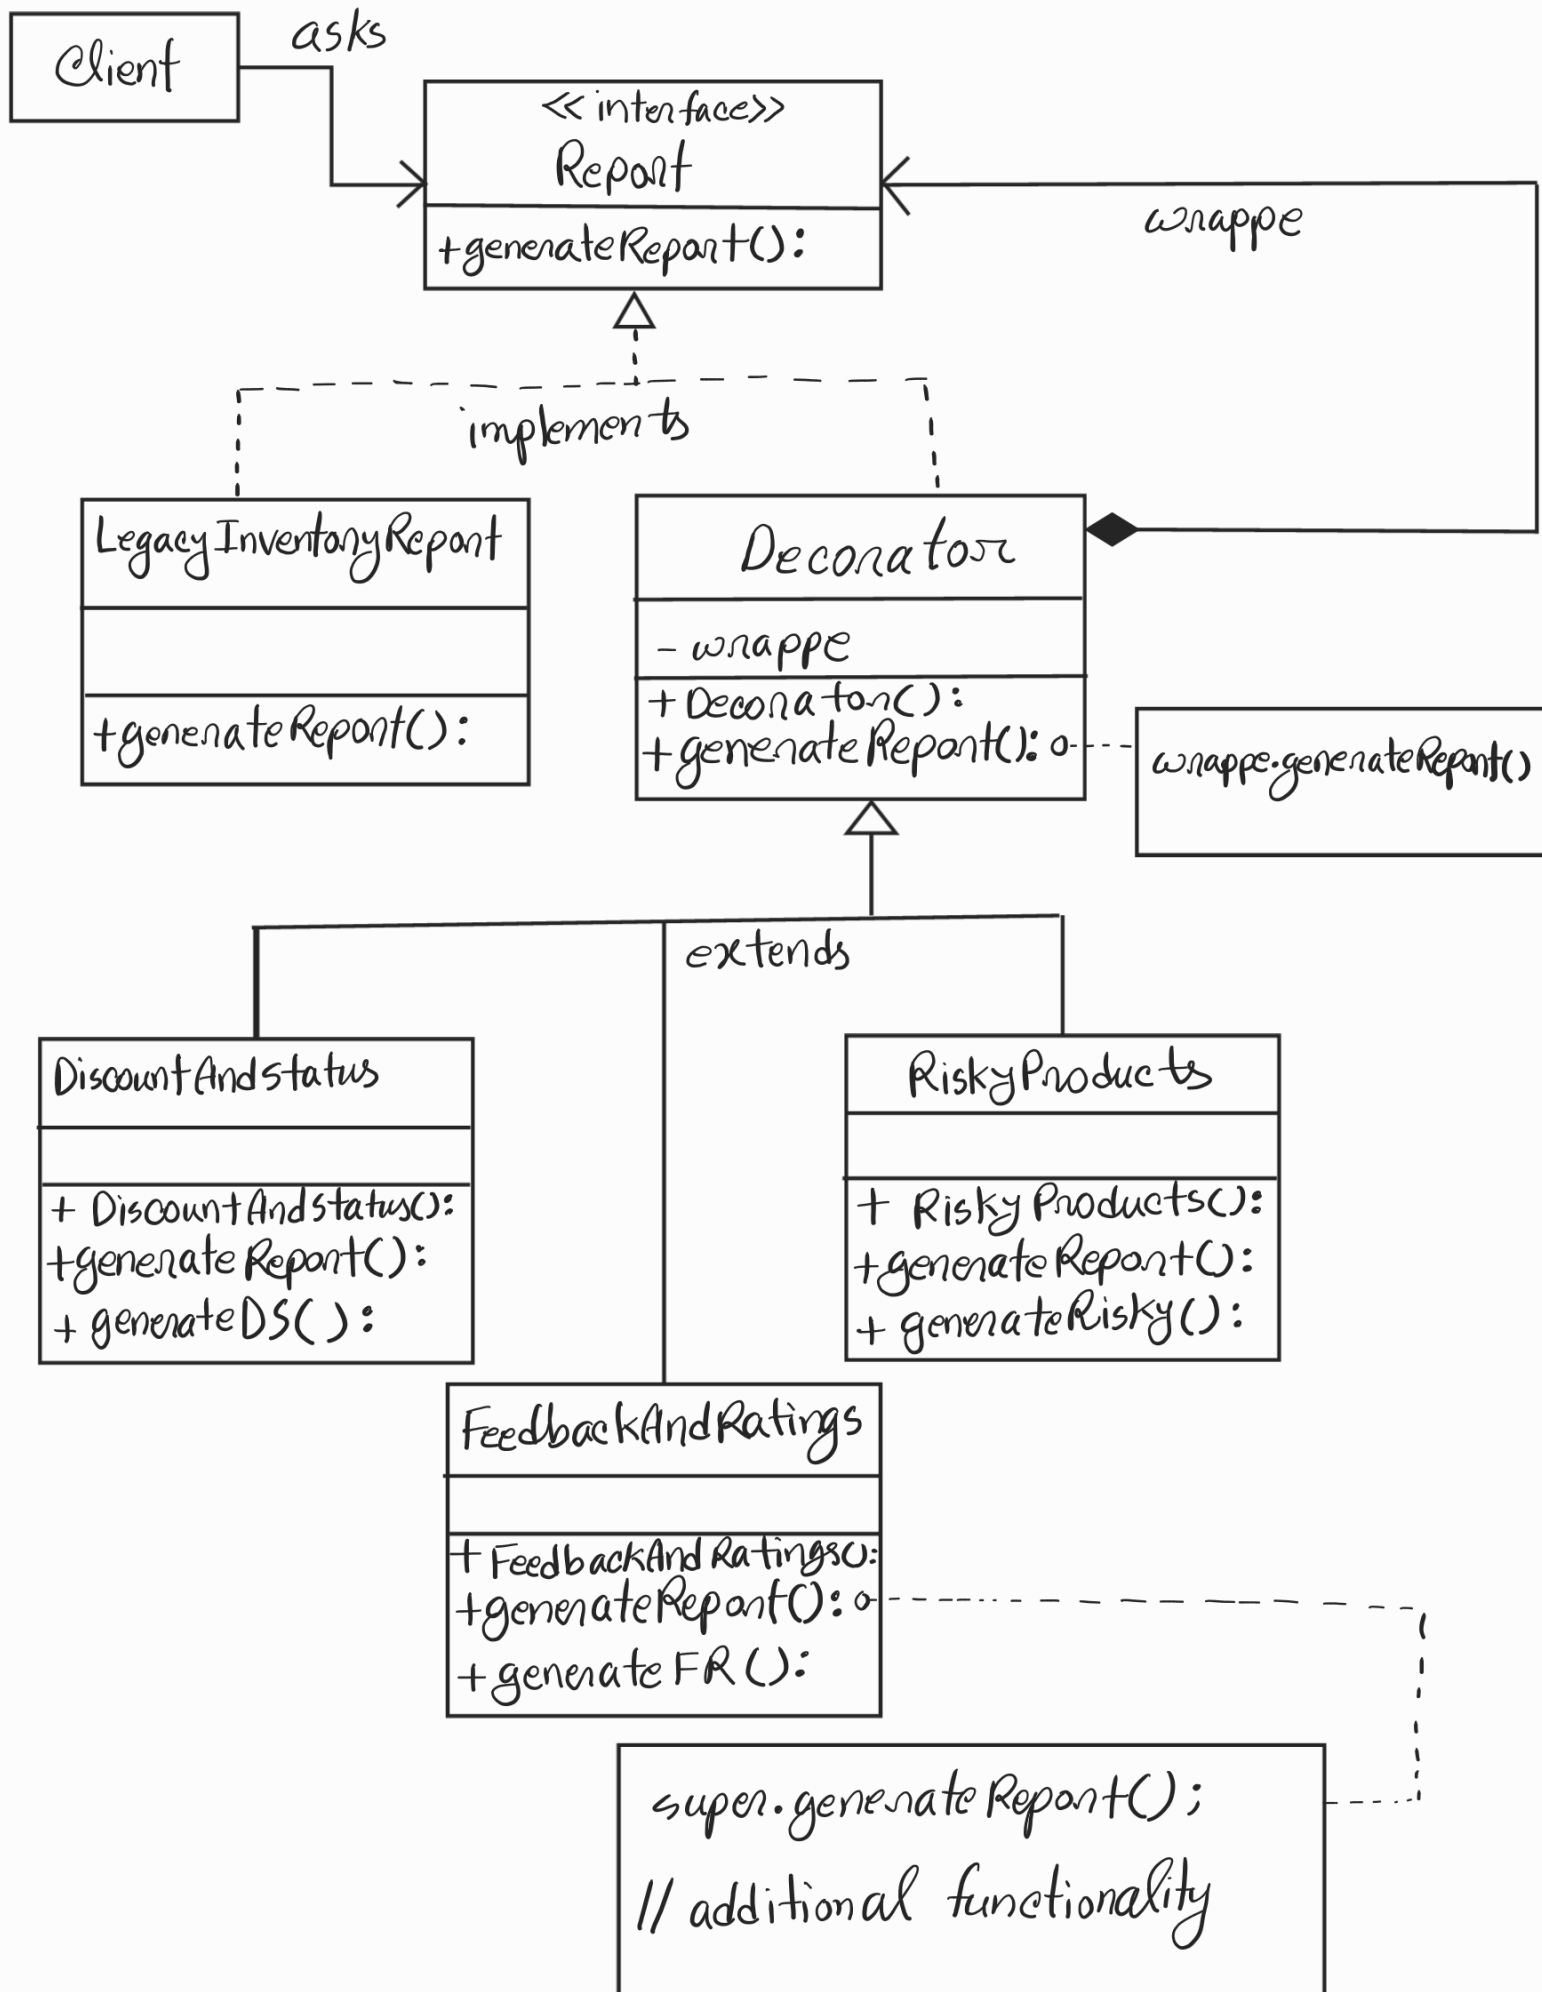 Client
asks
<< interface>>
Report
+generateReport():
wrappe
implements
LegacyInventoryReport
+generateReport():
Decorator
- wrappe
+ Decorator():
+generateReport():
wrappe.generateReport()
extends
DiscountAndstatus
+ DiscountAndstatus():
+generateReport():
+ generateDS():
RiskyProducts
+ RiskyProducts():
+generateReport():
+ generateRisky():
FeedbackAndRatings
+ FeedbackAndRatings():
+generateReport():
+generateFR():
super.generateReport();
// additional functionality